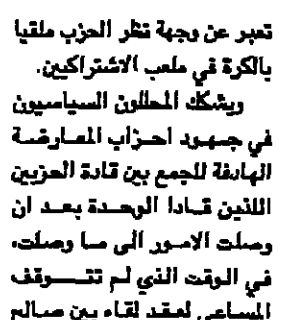 تعبر عن وجهة نظر الحزب ملقيا
بالكرة في ملعب الاشتراكيين.
ويشكك المحللون السياسيون
في جهود احزاب المعارضة
الهادفة للجمع بين قادة الحزبين
اللذين قادا الوحدة بعد ان
وصلت الامور الى ما وصلت،
في الوقت الذي لم تتوقف
المساعي لعقد لقاء بين صالح